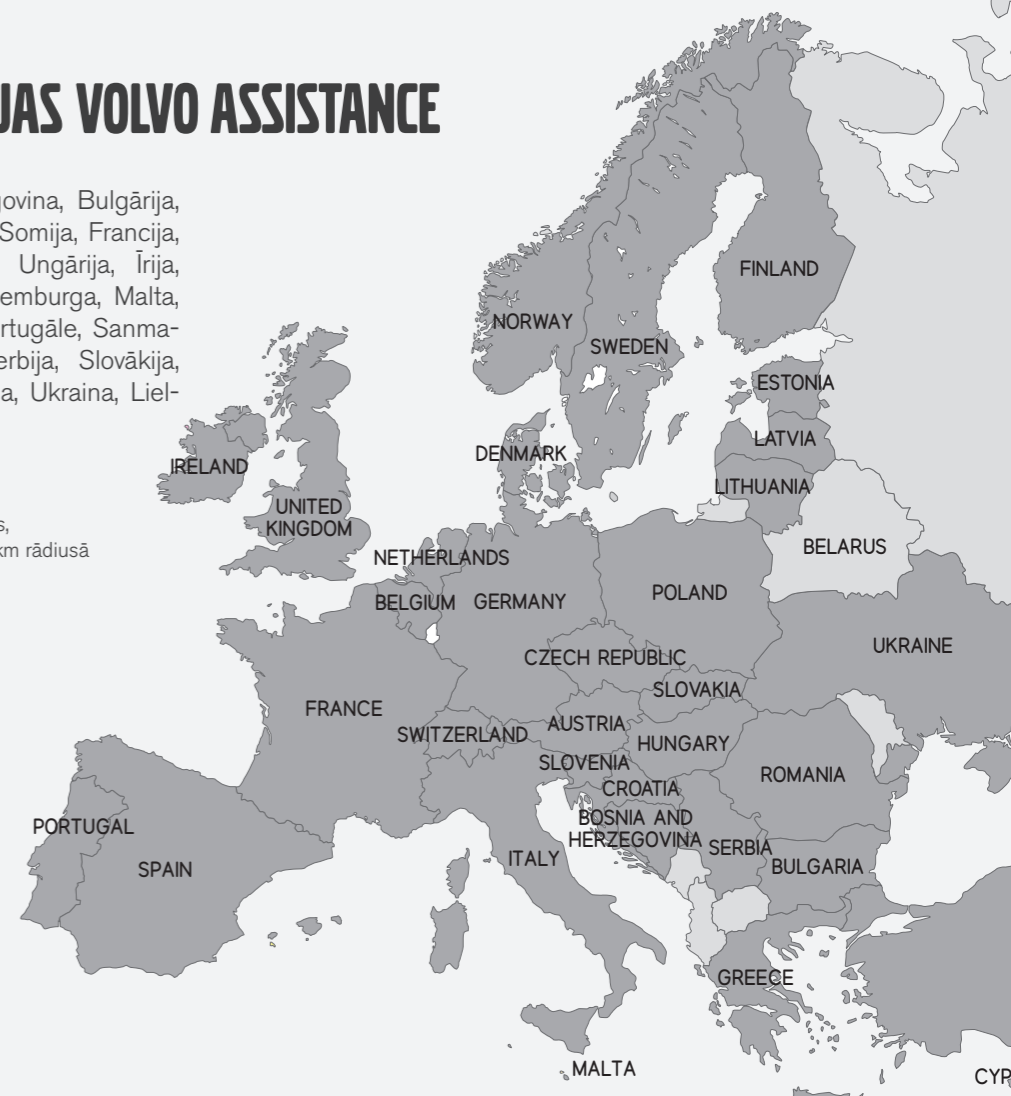 JAS VOLVO ASSISTANCE
govina, Bulgārija,
Somija, Francija,
Ungārija, Īrija,
emburga, Malta,
rtugāle, Sanma-
erbija, Slovākija,
a, Ukraina, Liel-
s,
km rādiusā
FINLAND
NORWAY
SWEDEN
ESTONIA
LATVIA
DENMARK
IRELAND
LITHUANIA
UNITED
KINGDOM
BELARUS
NETHERLANDS
POLAND
BELGIUM
GERMANY
UKRAINE
CZECH REPUBLIC
SLOVAKIA
FRANCE
AUSTRIA
SWITZERLAND
HUNGARY
SLOVENIA
ROMANIA
CROATIA
BOSNIA AND
HERZEGOVINA
PORTUGAL
SERBIA
ITALY
BULGARIA
SPAIN
GREECE
MALTA
CYP